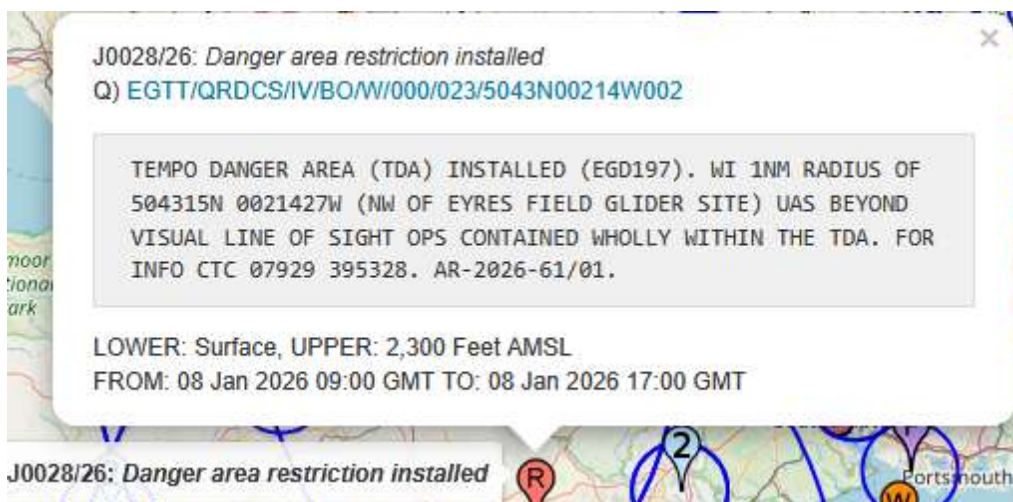 J0028/26: Danger area restriction installed
×
Q) EGTT/QRDCS/IV/BO/W/000/023/5043N00214W002
TEMPO DANGER AREA (TDA) INSTALLED (EGD197). WI 1NM RADIUS OF
504315N 0021427W (NW OF EYRES FIELD GLIDER SITE) UAS BEYOND
VISUAL LINE OF SIGHT OPS CONTAINED WHOLLY WITHIN THE TDA. FOR
INFO CTC 07929 395328. AR-2026-61/01.
moor
tiona
ark
LOWER: Surface, UPPER: 2,300 Feet AMSL
FROM: 08 Jan 2026 09:00 GMT TO: 08 Jan 2026 17:00 GMT
J0028/26: Danger area restriction installed
R
2
Portsmouth
W